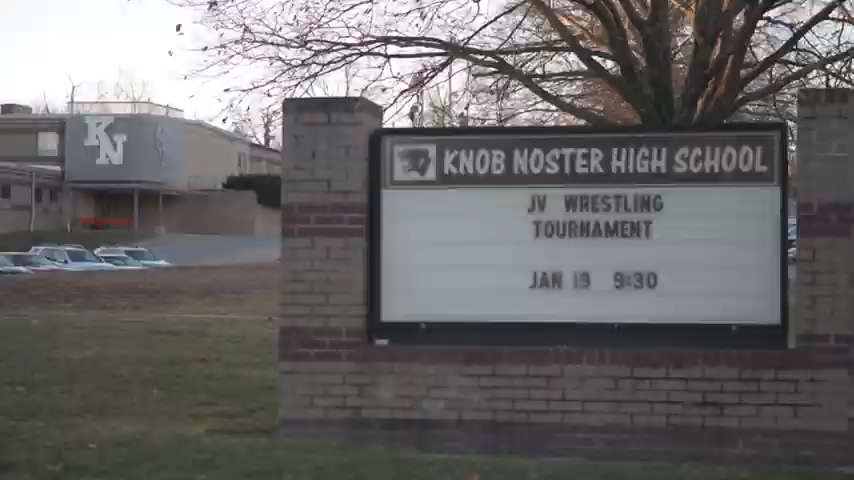 KN
KNOB NOSTER HIGH SCHOOL
JV WRESTLING
TOURNAMENT
JAN 19 9:30